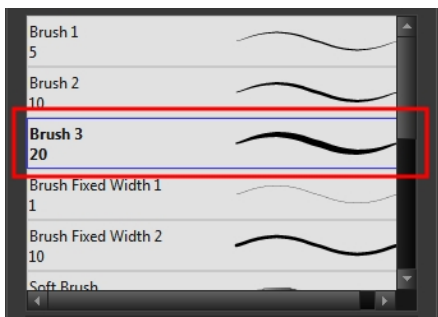 Brush 1
5
Brush 2
10
Brush 3
20
Brush Fixed Width 1
1
Brush Fixed Width 2
10
Soft Brush